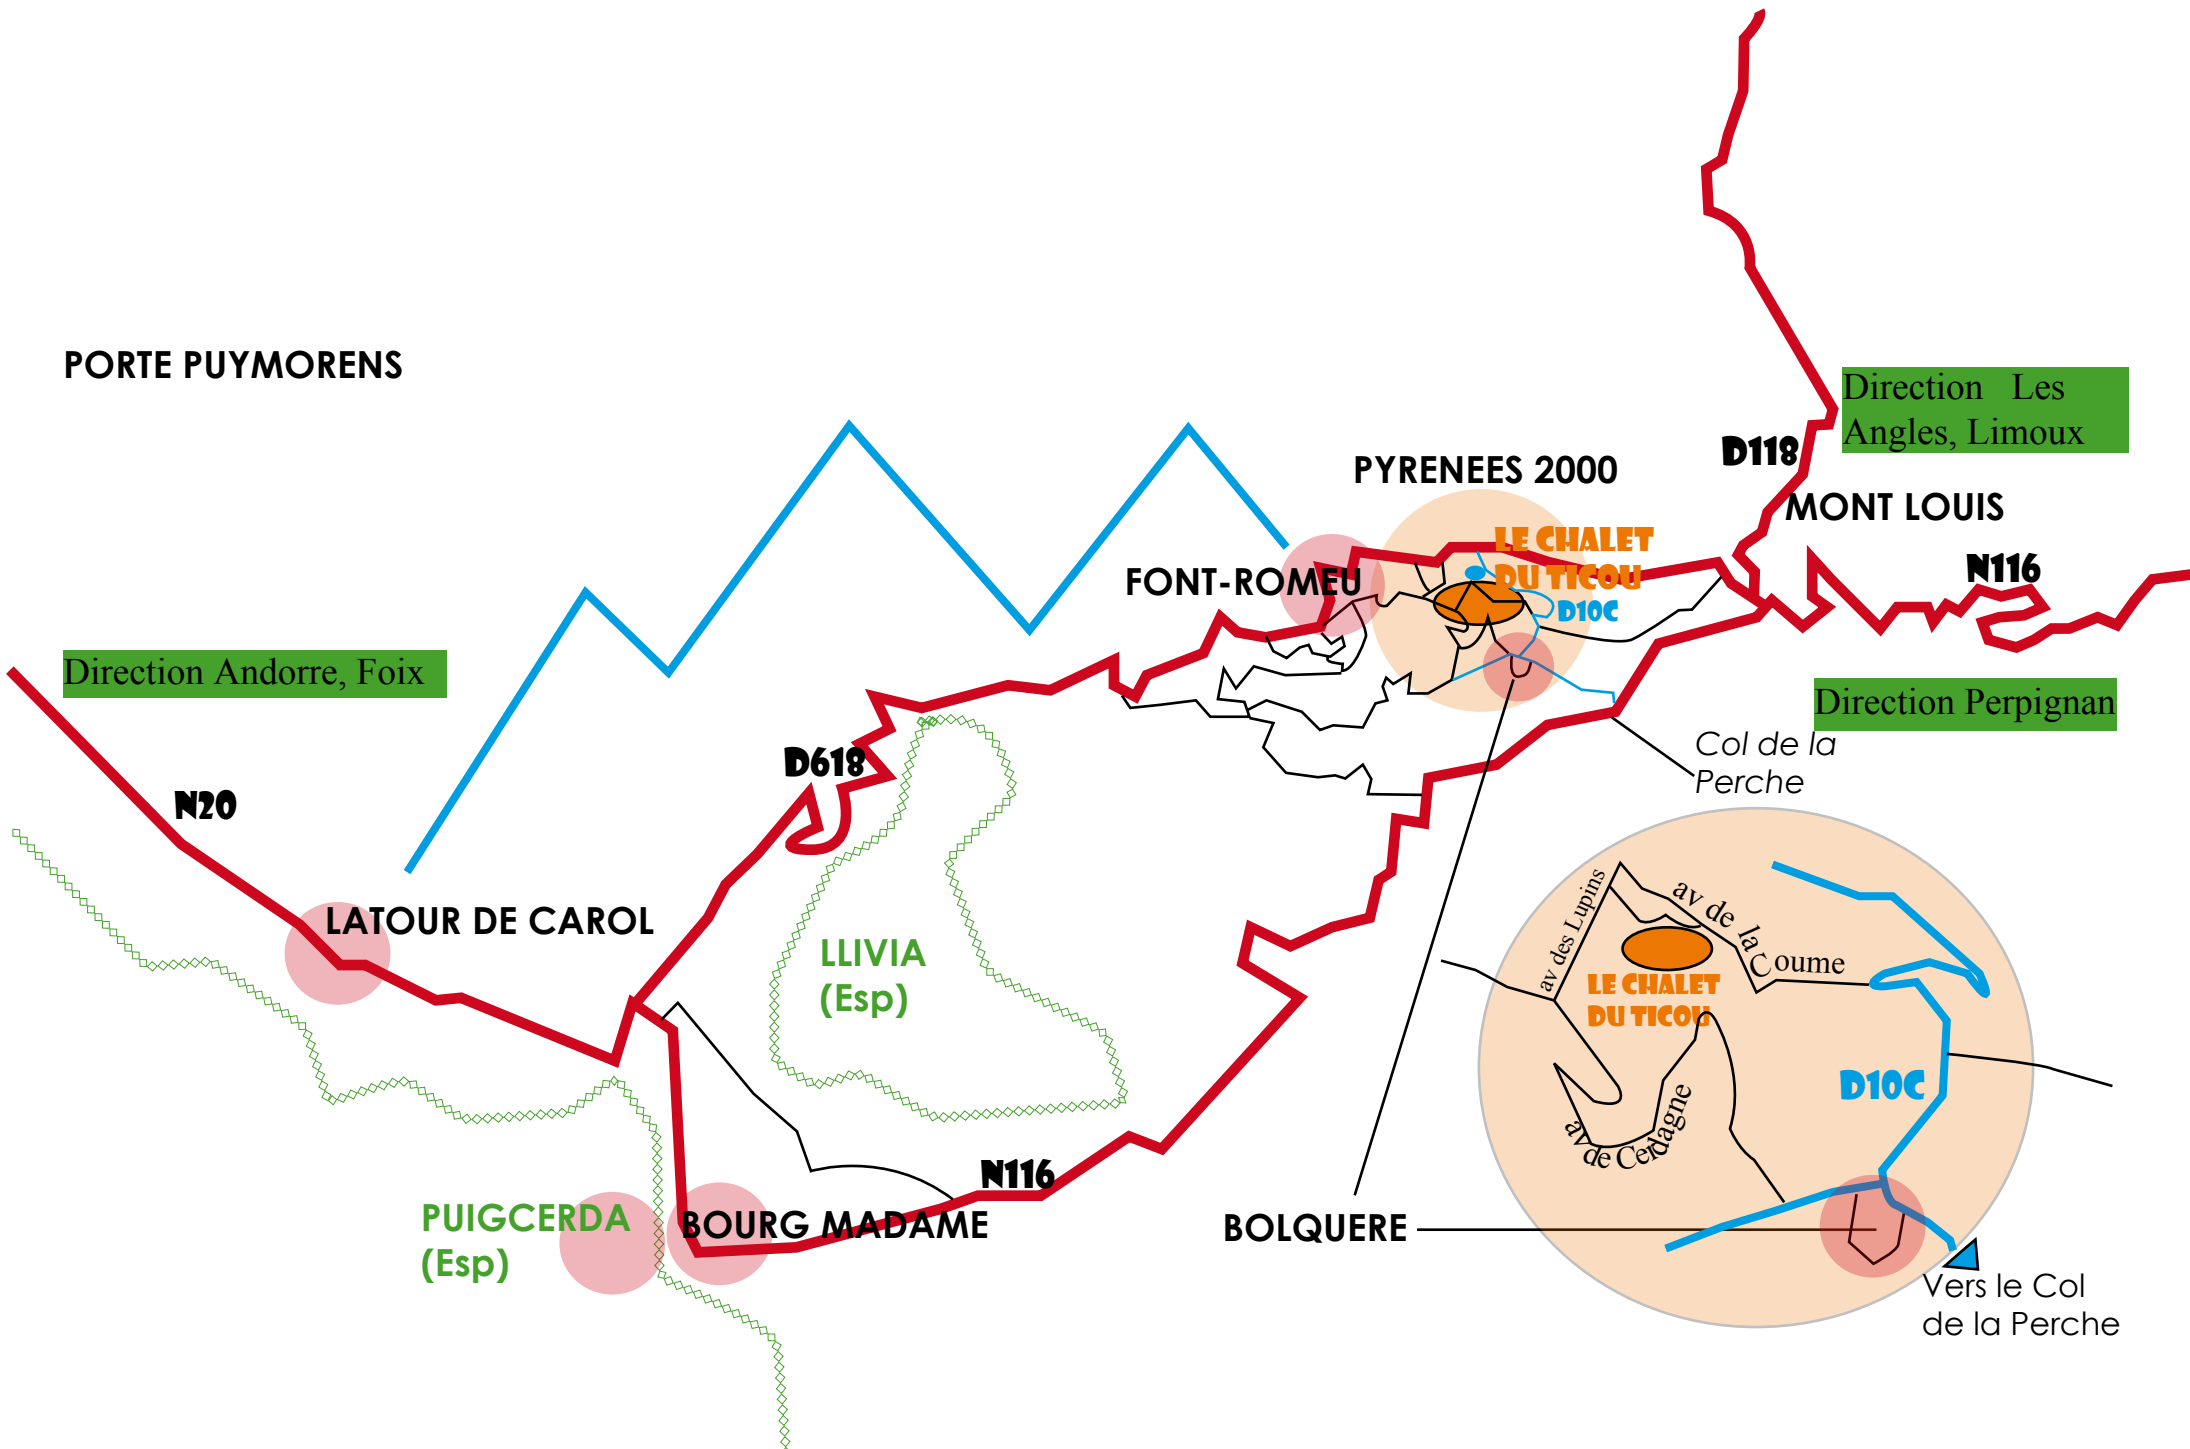 PORTE PUYMORENS
Direction Les
Angles, Limoux
D118
PYRENEES 2000
MONT LOUIS
LE CHALET
DU TICOU
D10C
N116
FONT-ROMEU
Direction Andorre, Foix
Direction Perpignan
Col de la
Perche
D618
N20
LATOUR DE CAROL
LLIVIA
(Esp)
av des Lupins
av de la Coume
LE CHALET
DU TICOU
D10C
av de Cerdagne
N116
PUIGCERDA
(Esp)
BOURG MADAME
BOLQUERE
Vers le Col
de la Perche